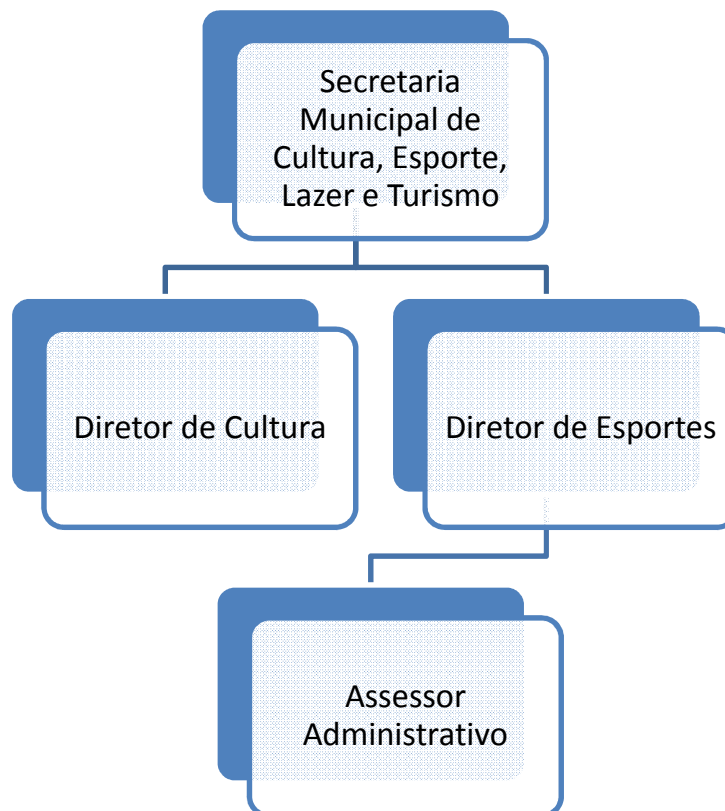 Secretaria
Municipal de
Cultura, Esporte,
Lazer e Turismo
Diretor de Cultura
Diretor de Esportes
Assessor
Administrativo